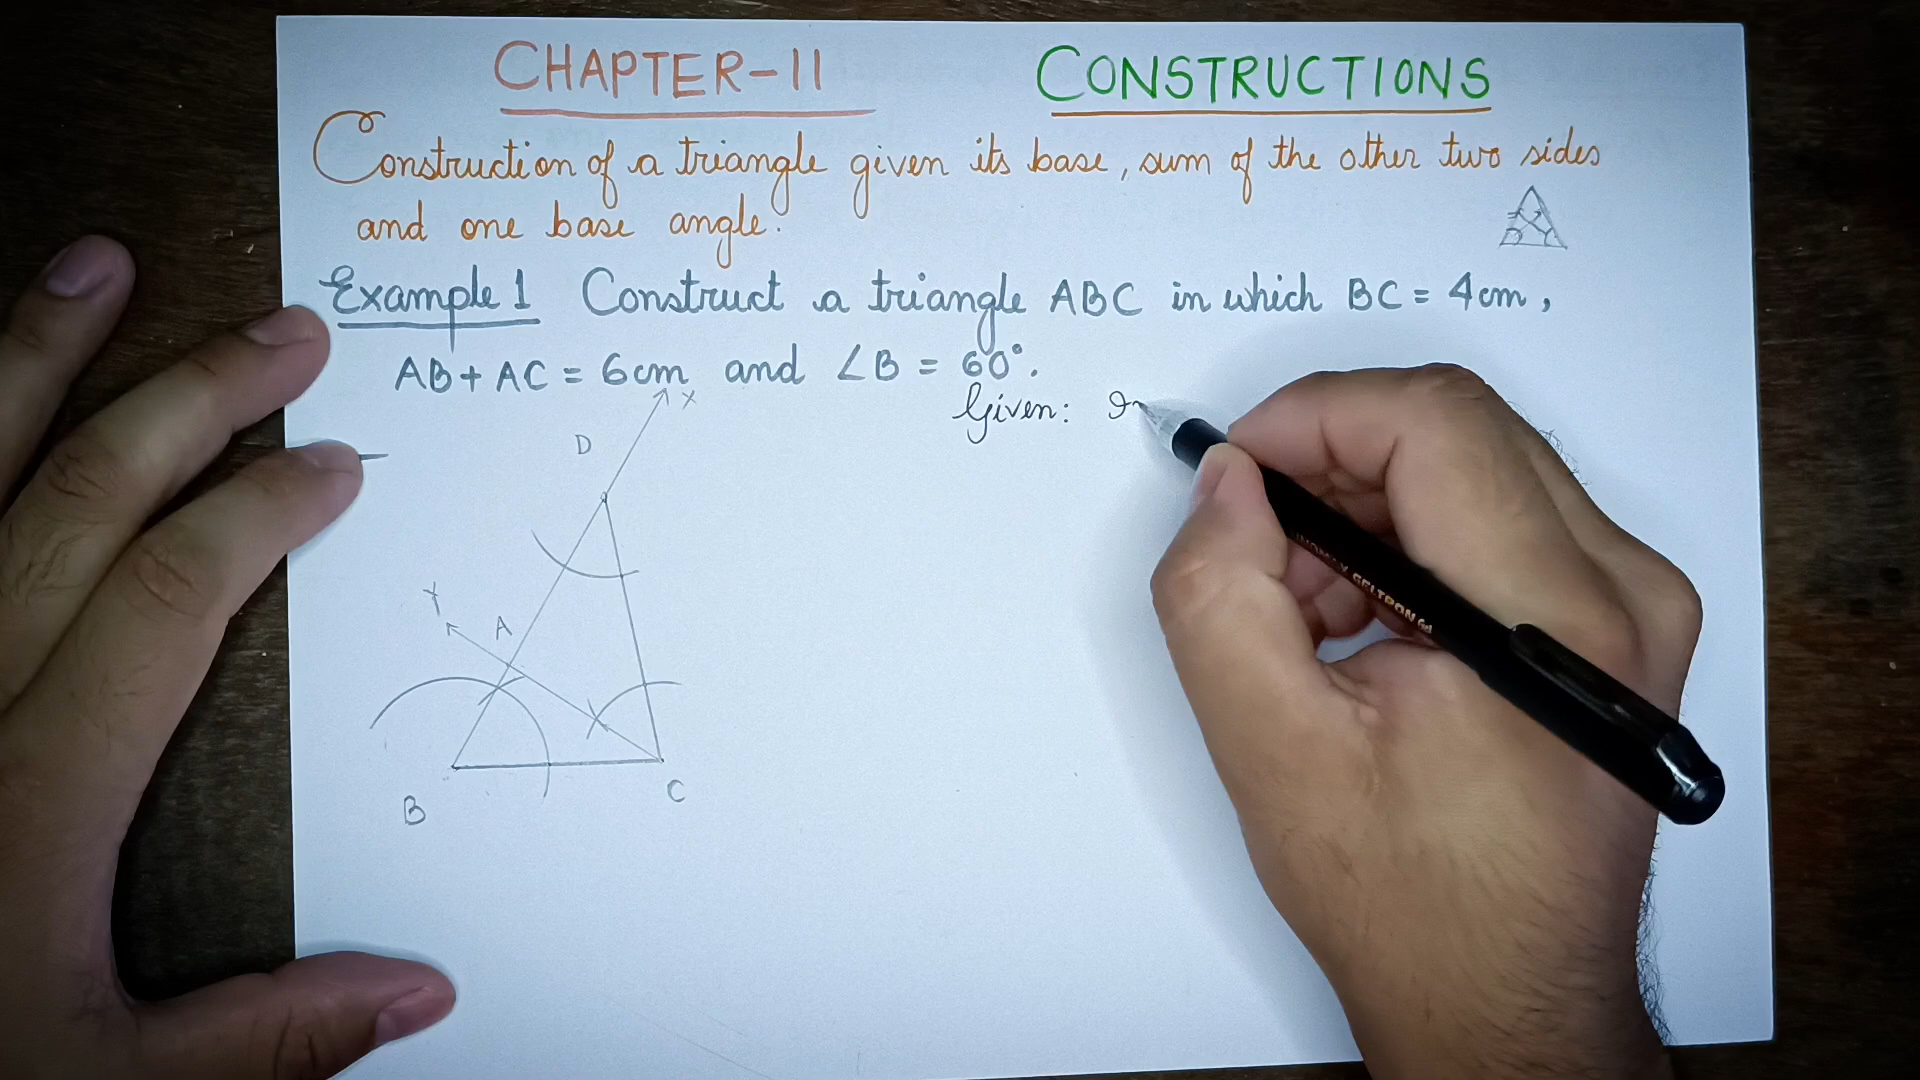 CHAPTER-11 CONSTRUCTIONS
Construction of a triangle given its base, sum of the other two sides
and one base angle.
Example 1 Construct a triangle ABC in which BC = 4cm,
AB + AC = 6cm and ∠B = 60°.
Given: In
X
D
Y
A
B
C